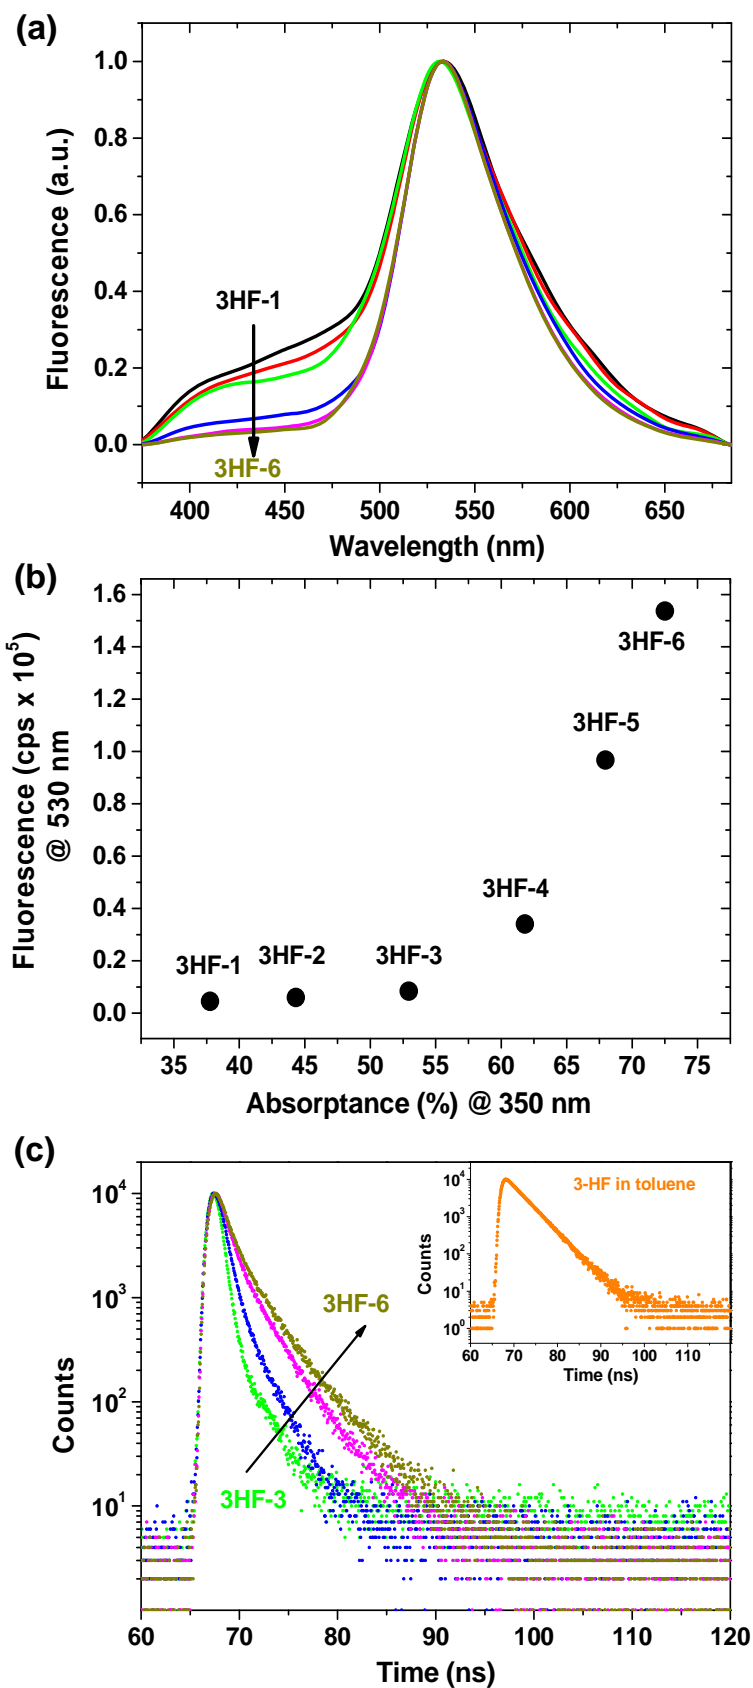 (a)
1.0
0.8
0.6
0.4
0.2
0.0
Fluorescence (a.u.)
3HF-1
3HF-6
400 450 500 550 600 650
Wavelength (nm)
(b)
1.6
1.4
1.2
1.0
0.8
0.6
0.4
0.2
0.0
Fluorescence (cps x 10^5)
@ 530 nm
3HF-6
3HF-5
3HF-4
3HF-1 3HF-2 3HF-3
35 40 45 50 55 60 65 70 75
Absorptance (%) @ 350 nm
(c)
10^4
10^3
10^2
10^1
Counts
3HF-6
3HF-3
60 70 80 90 100 110 120
Time (ns)
3-HF in toluene
10^4
10^3
10^2
10^1
10^0
Counts
60 70 80 90 100 110
Time (ns)